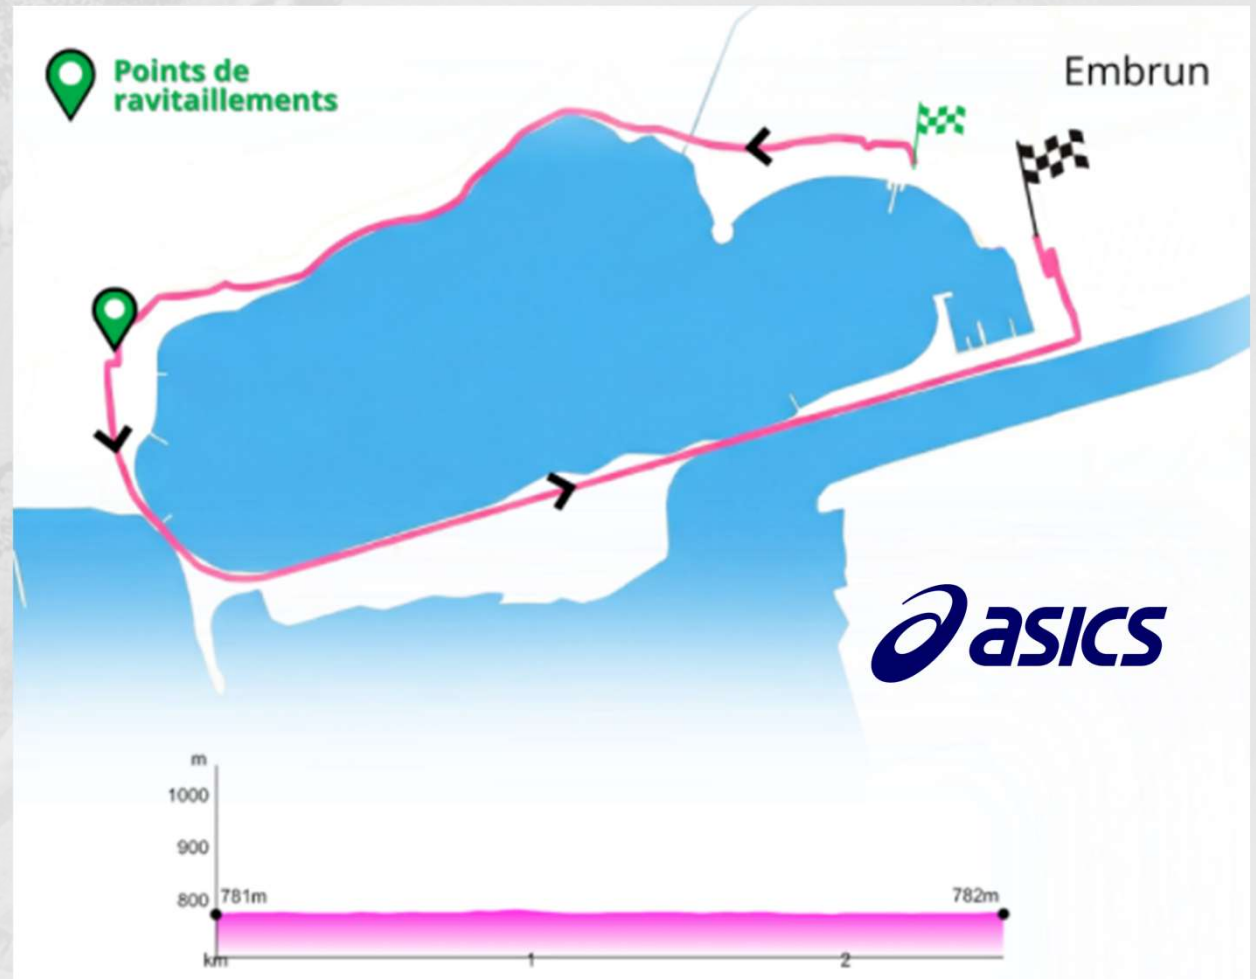 Points de
ravitaillements
Embrun
asics
m
1000
900
800
781m
782m
km
1
2